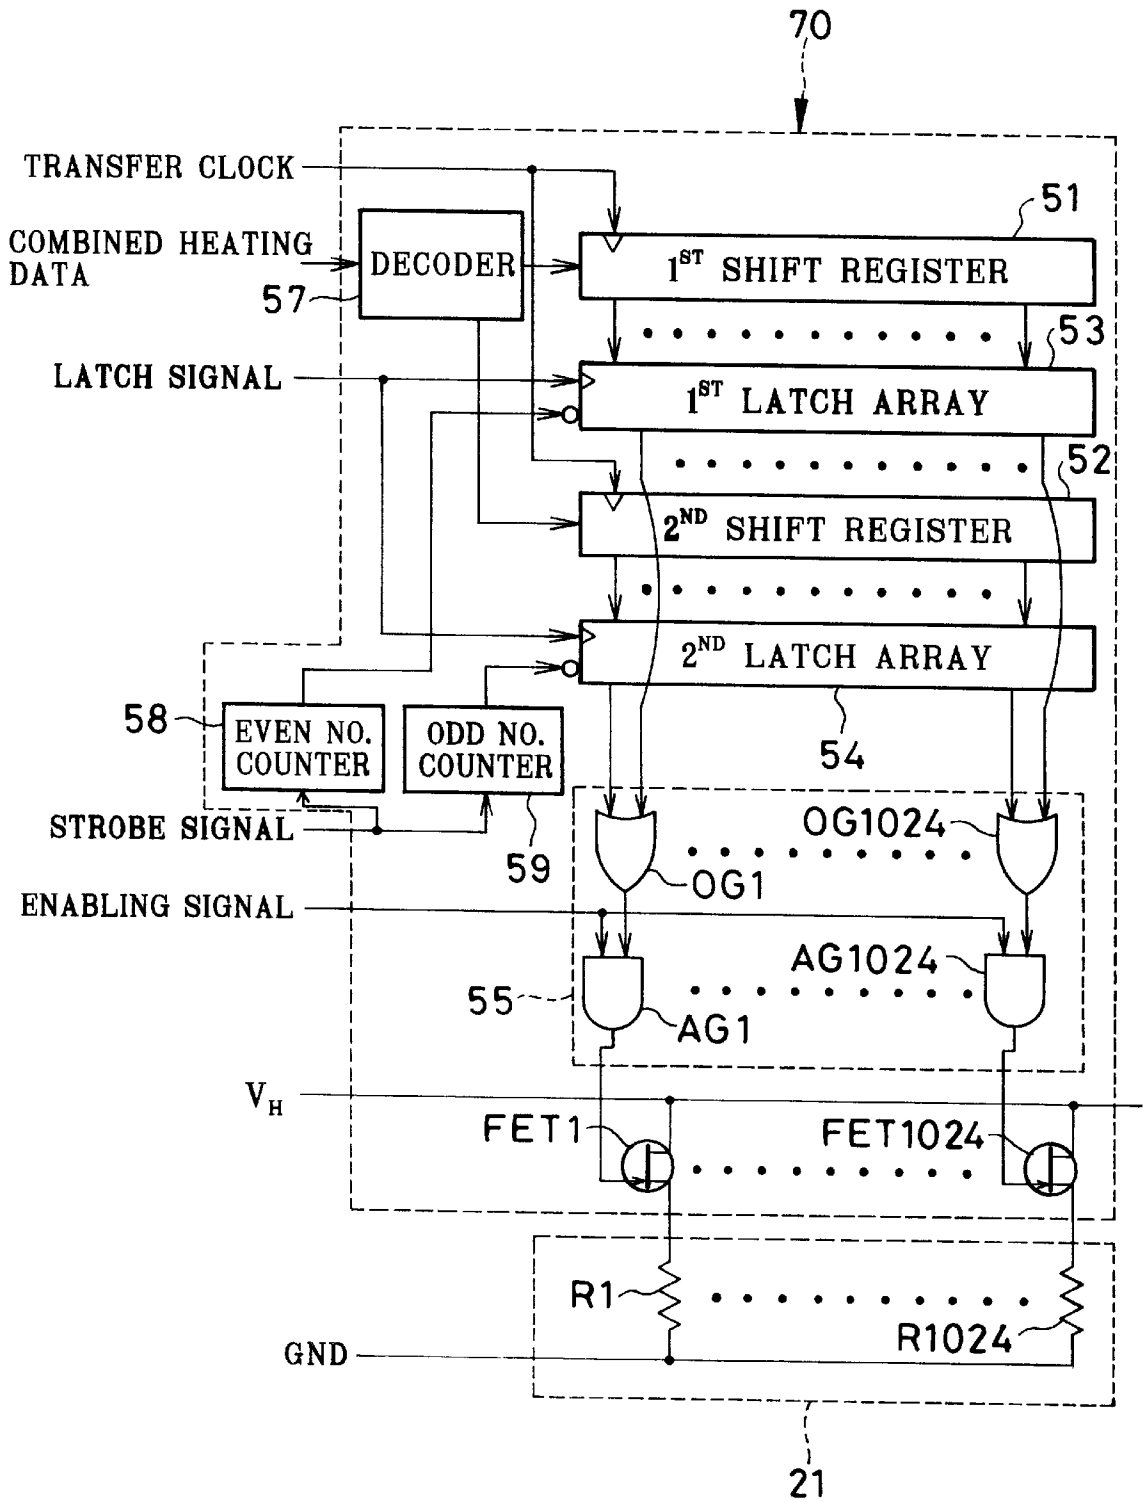 70
TRANSFER CLOCK
51
COMBINED HEATING
DATA
DECODER
1ST SHIFT REGISTER
57
53
LATCH SIGNAL
1ST LATCH ARRAY
52
2ND SHIFT REGISTER
2ND LATCH ARRAY
58
EVEN NO.
COUNTER
ODD NO.
COUNTER
54
STROBE SIGNAL
59
OG1024
OG1
ENABLING SIGNAL
AG1024
55
AG1
VH
FET1
FET1024
R1
R1024
GND
21